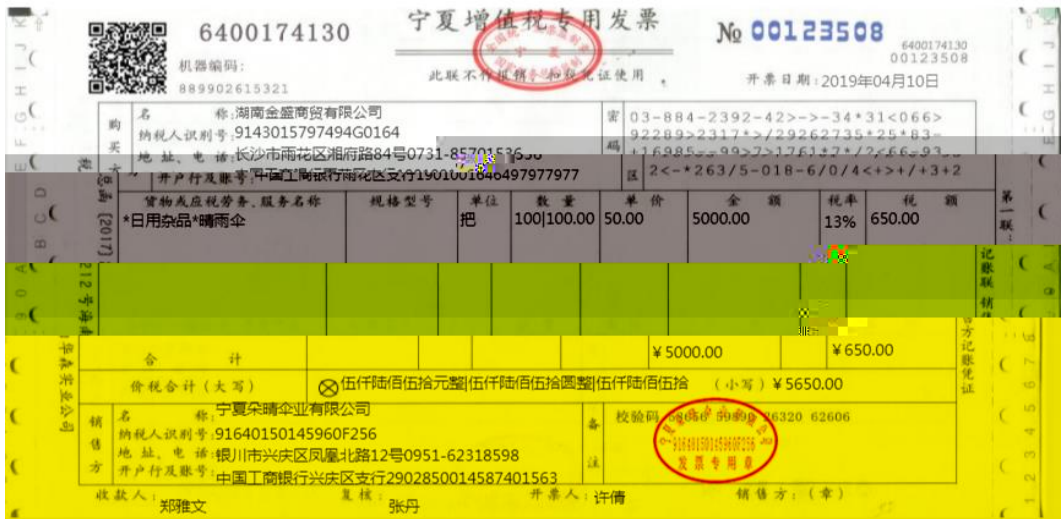 宁夏增值税专用发票
6400174130
№ 00123508
6400174130
00123508
机器编码:
889902615321
开票日期:2019年04月10日
购买方
名 称:湖南金盛商贸有限公司
纳税人识别号:9143015797494G0164
地 址、电 话:长沙市雨花区湘府路84号0731-
开户行及账号:中国工商银行雨花区支行1901001646497977977
密码区
03-884-2392-42>->-34*31<066>
92289>2317*>/29262735*25*83-
2<-*263/5-018-6/0/4<+>+/+3+2
货物或应税劳务、服务名称 规格型号 单位 数 量 单 价 金 额 税率 税 额
*日用杂品*晴雨伞 把 100|100.00 50.00 5000.00 13% 650.00
合 计 ¥5000.00 ¥650.00
价税合计(大写) ⊗伍仟陆佰伍拾元整|伍仟陆佰伍拾圆整|伍仟陆佰伍拾 (小写)¥5650.00
销售方
名 称:宁夏朵晴伞业有限公司
纳税人识别号:91640150145960F256
地 址、电 话:银川市兴庆区凤凰北路12号0951-62318598
开户行及账号:中国工商银行兴庆区支行2902850014587401563
备注
校验码 76320 62606
91640150145960F256
发票专用章
收款人: 郑雅文 复核: 张丹 开票人: 许倩 销售方:(章)
第一联: